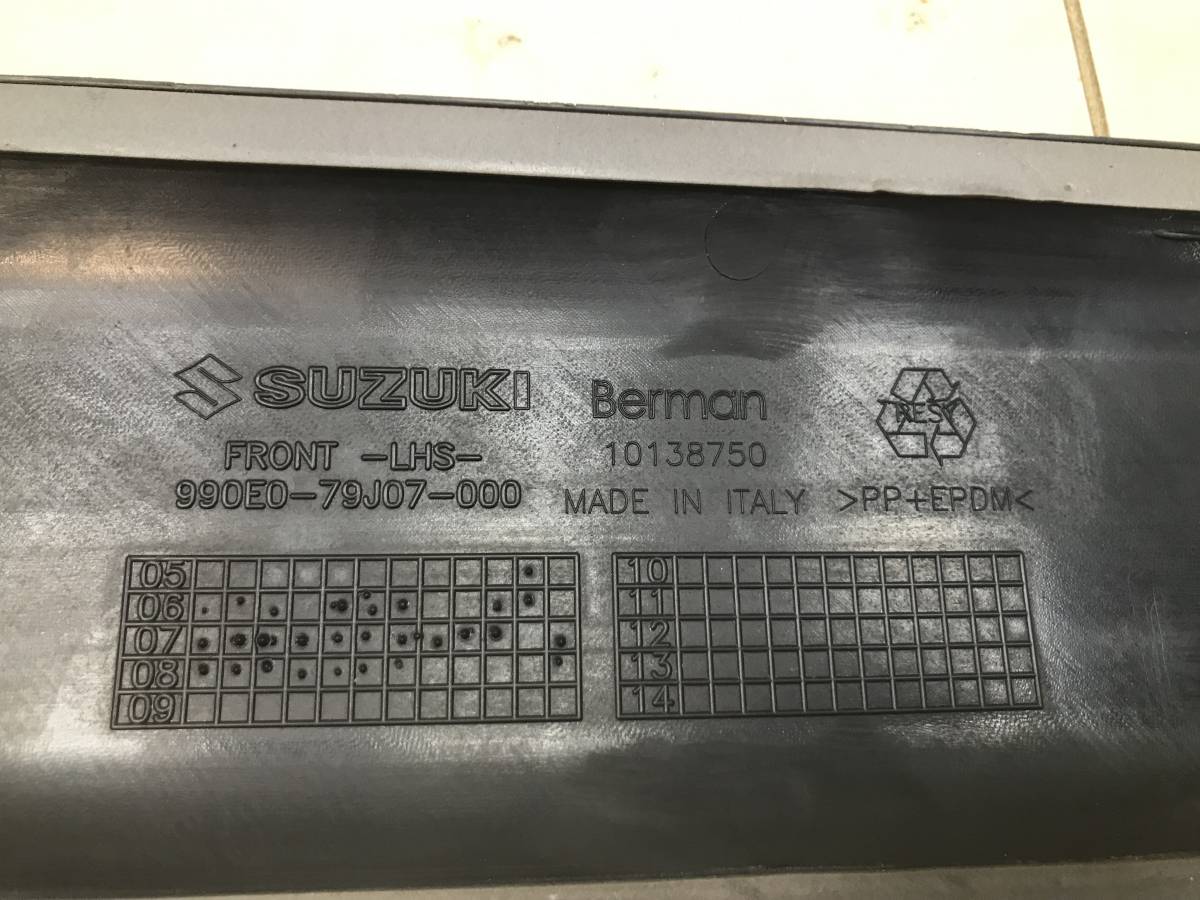 SUZUKI
FRONT -LHS-
990E0-79J07-000
Berman
10138750
MADE IN ITALY
RESY
>PP+EPDM<
05
06
07
08
09
10
11
12
13
14